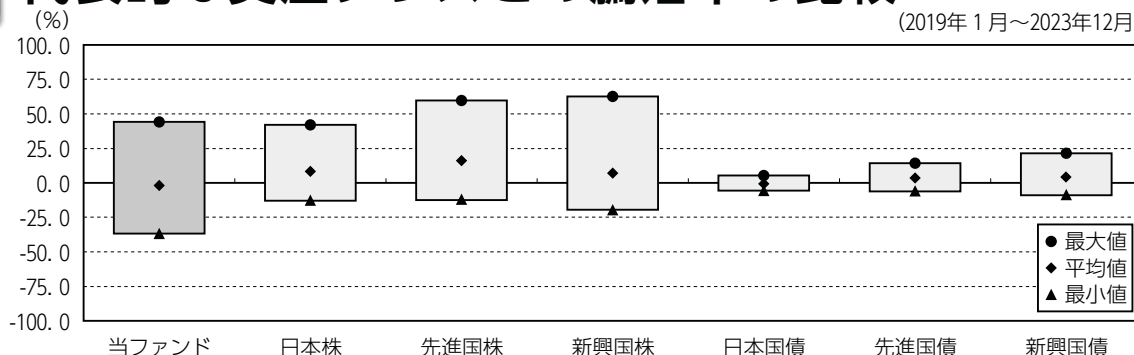 (%)
(2019年1月～2023年12月
100.0
75.0
50.0
25.0
0.0
-25.0
-50.0
-75.0
-100.0
● 最大値
◆ 平均値
▲ 最小値
当ファンド 日本株 先進国株 新興国株 日本国債 先進国債 新興国債